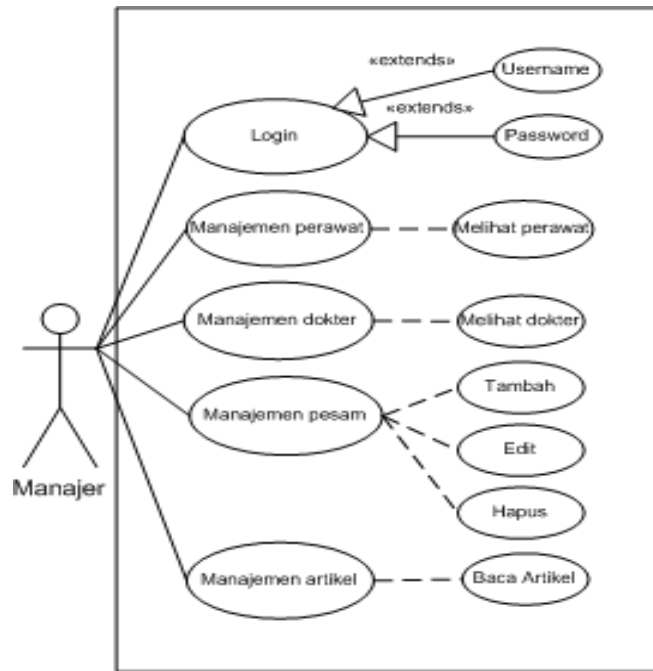 «extends»
Username
«extends»
Login
Password
Manajemen perawat
Melihat perawat
Manajemen dokter
Melihat dokter
Tambah
Manajemen pesam
Edit
Manajer
Hapus
Manajemen artikel
Baca Artikel